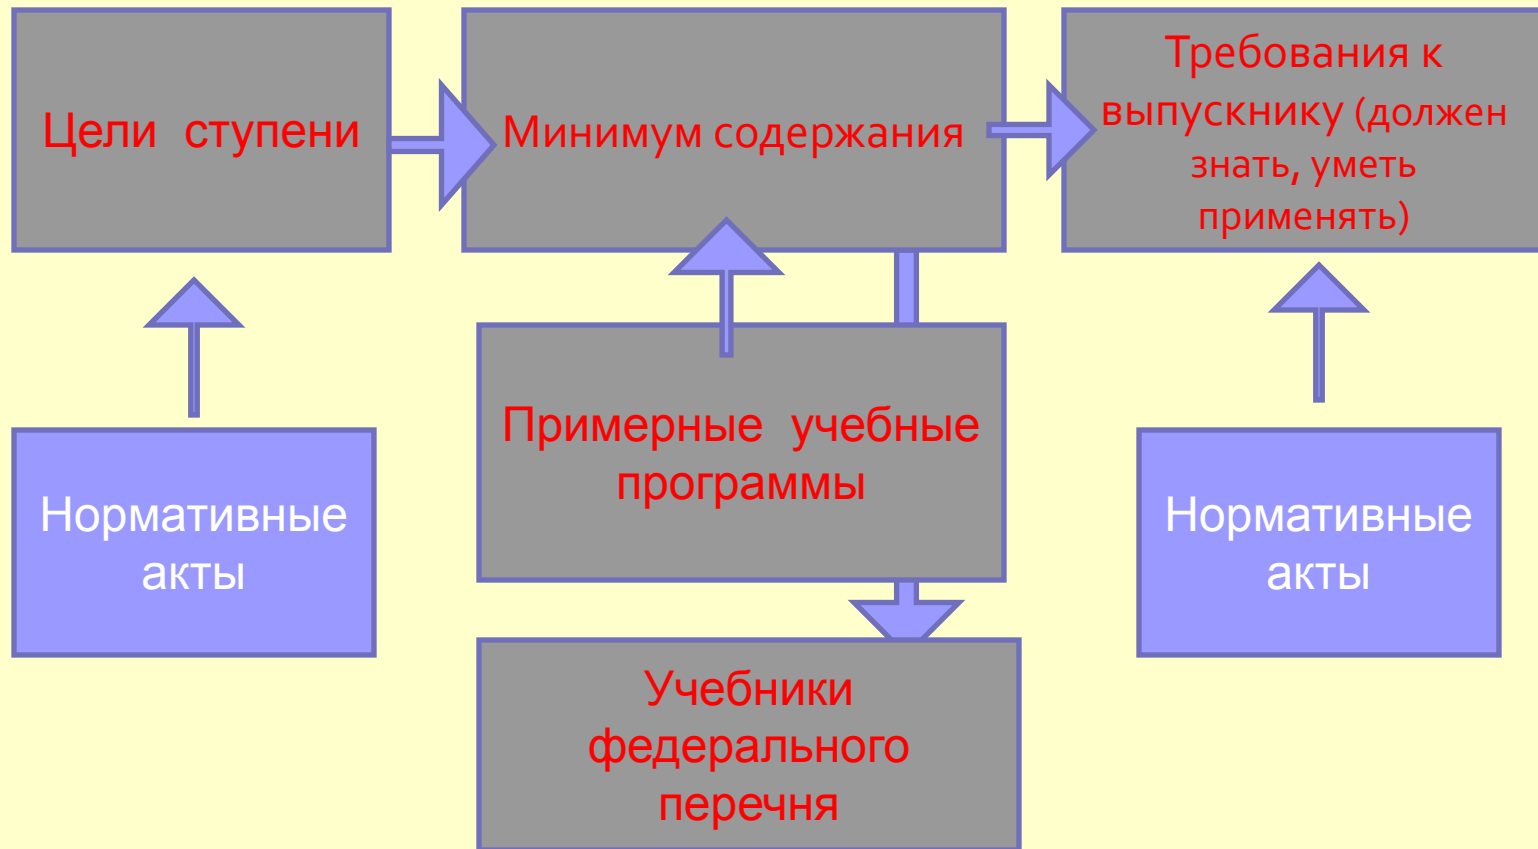 Цели ступени
Минимум содержания
Требования к
выпускнику (должен
знать, уметь
применять)
Примерные учебные
программы
Нормативные
акты
Нормативные
акты
Учебники
федерального
перечня